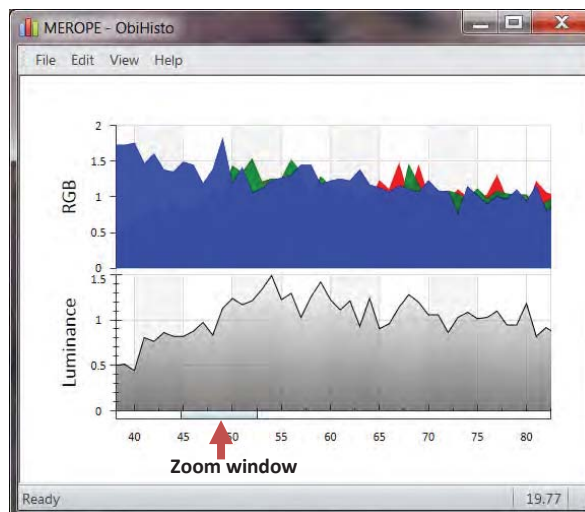 MEROPE - ObiHisto
File Edit View Help
2
1.5
1
0.5
0
RGB
1.5
1
0.5
0
Luminance
40 45 50 55 60 65 70 75 80
Zoom window
Ready 19.77